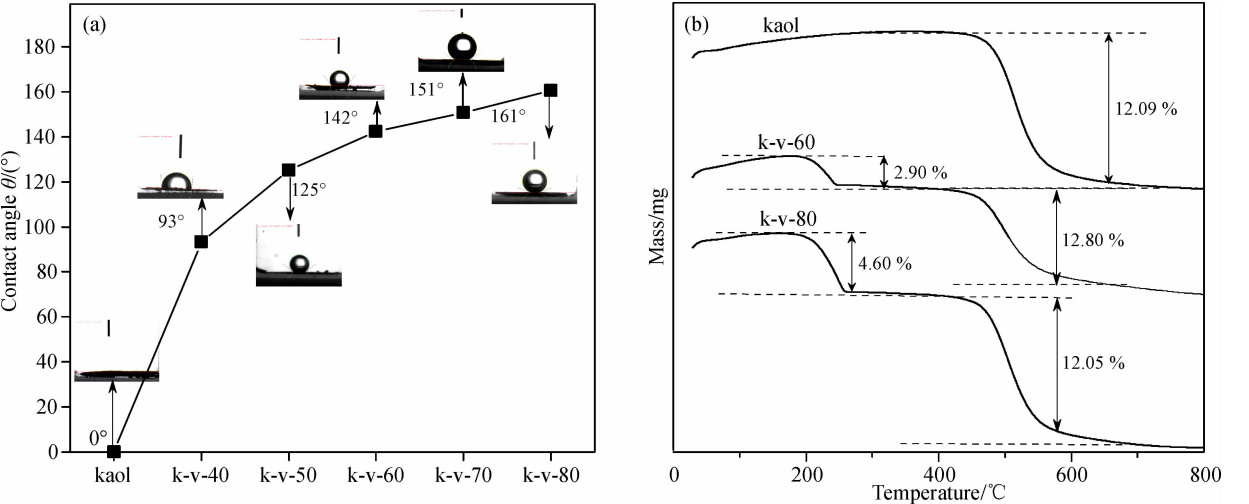 (a)
Contact angle θ/(°)
180
160
140
120
100
80
60
40
20
0
0°
93°
125°
142°
151°
161°
kaol
k-v-40
k-v-50
k-v-60
k-v-70
k-v-80
(b)
Mass/mg
kaol
12.09 %
k-v-60
2.90 %
12.80 %
k-v-80
4.60 %
12.05 %
0
200
400
600
800
Temperature/℃